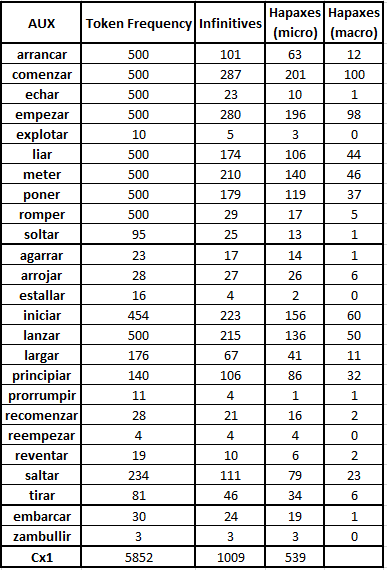 AUX Token Frequency Infinitives Hapaxes (micro) Hapaxes (macro)
arrancar 500 101 63 12
comenzar 500 287 201 100
echar 500 23 10 1
empezar 500 280 196 98
explotar 10 5 3 0
liar 500 174 106 44
meter 500 210 140 46
poner 500 179 119 37
romper 500 29 17 5
soltar 95 25 13 1
agarrar 23 17 14 1
arrojar 28 27 26 6
estallar 16 4 2 0
iniciar 454 223 156 60
lanzar 500 215 136 50
largar 176 67 41 11
principiar 140 106 86 32
prorrumpir 11 4 1 1
recomenzar 28 21 16 2
reempezar 4 4 4 0
reventar 19 10 6 2
saltar 234 111 79 23
tirar 81 46 34 6
embarcar 30 24 19 1
zambullir 3 3 3 0
Cx1 5852 1009 539